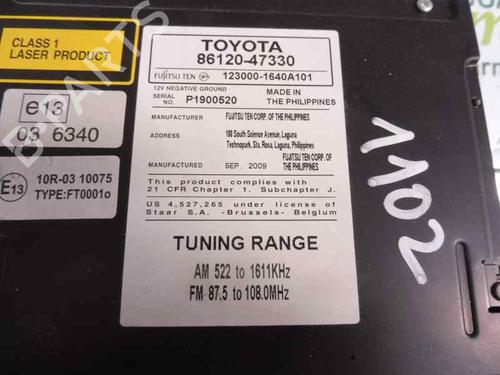 CLASS 1
LASER PRODUCT
e13
03 6340
E13
10R-03 10075
TYPE:FT0001o
TOYOTA
86120-47330
FUJITSU TEN
123000-1640A101
12V NEGATIVE GROUND
SERIAL NO.
P1900520
MADE IN THE PHILIPPINES
MANUFACTURER
FUJITSU TEN CORP. OF THE PHILIPPINES
ADDRESS
100 South Science Avenue, Laguna
Technopark, Sta. Rosa, Laguna, Philippines
MANUFACTURED
SEP. 2009
FUJITSU TEN CORP. OF THE PHILIPPINES
This product complies with
21 CFR Chapter 1. Subchapter J.
US 4,527,265 under license of
Staar S.A. -Brussels- Belgium
TUNING RANGE
AM 522 to 1611KHz
FM 87.5 to 108.0MHz
1102
B-Parts